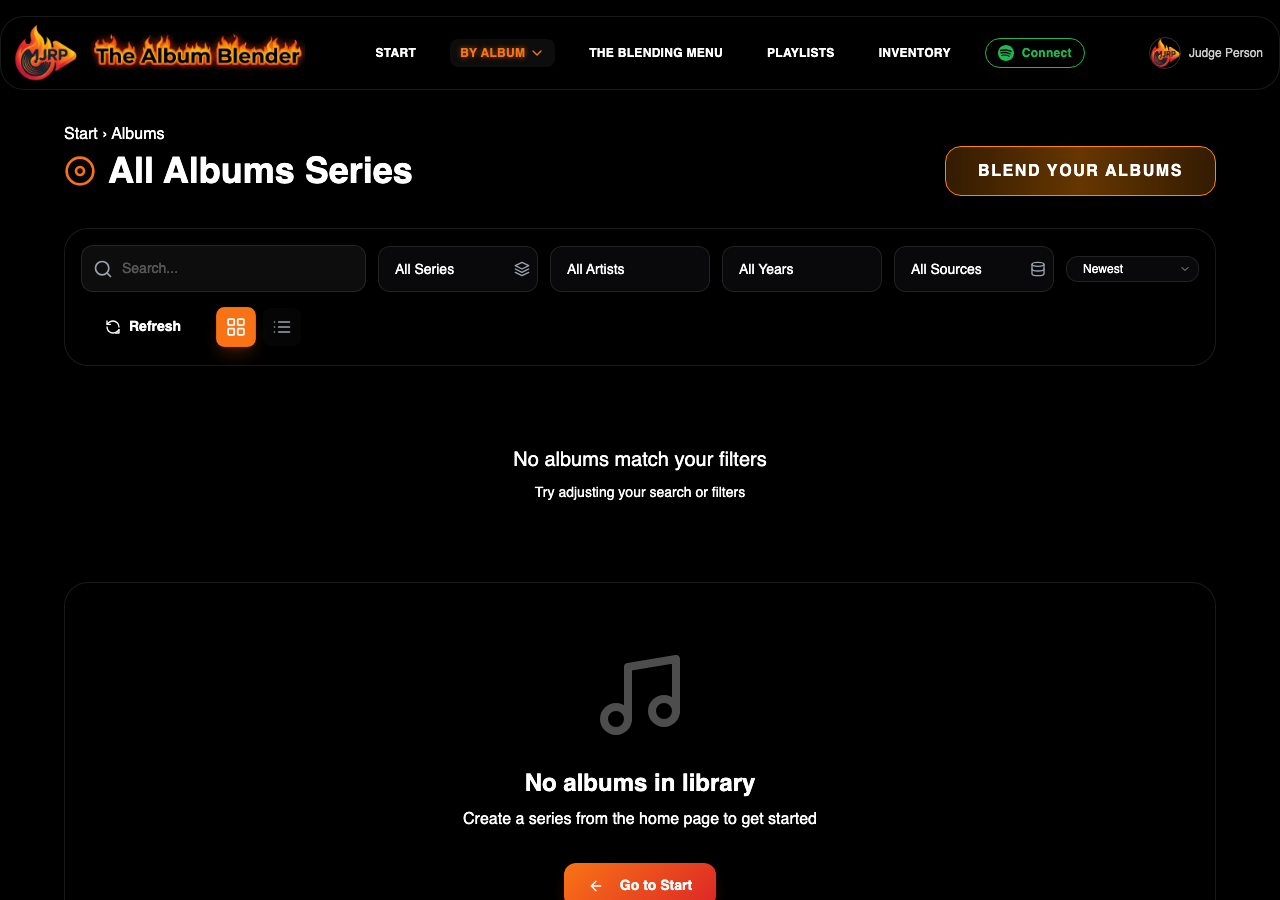 JRP The Album Blender START BY ALBUM THE BLENDING MENU PLAYLISTS INVENTORY Connect JRP Judge Person
Start › Albums
All Albums Series
BLEND YOUR ALBUMS
Search... All Series All Artists All Years All Sources Newest
Refresh
No albums match your filters
Try adjusting your search or filters
No albums in library
Create a series from the home page to get started
Go to Start